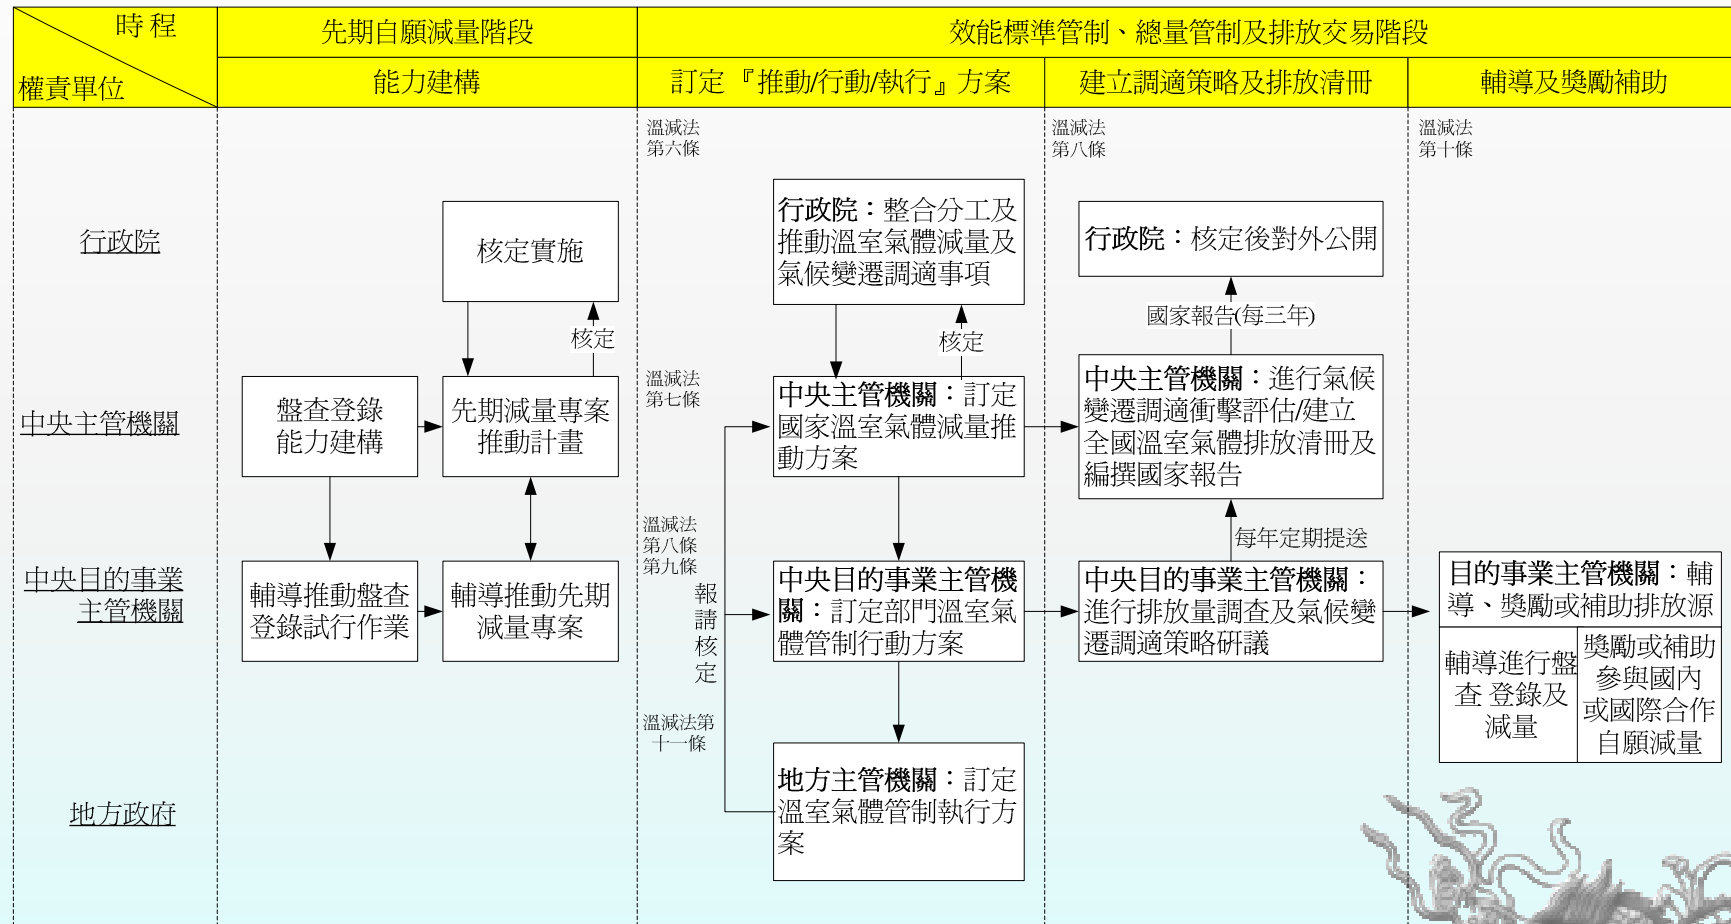 時程
權責單位
先期自願減量階段
效能標準管制、總量管制及排放交易階段
能力建構
訂定『推動/行動/執行』方案
建立調適策略及排放清冊
輔導及獎勵補助
溫減法
第六條
溫減法
第八條
溫減法
第十條
行政院
核定實施
行政院：整合分工及
推動溫室氣體減量及
氣候變遷調適事項
行政院：核定後對外公開
核定
核定
國家報告(每三年)
溫減法
第七條
中央主管機關
盤查登錄
能力建構
先期減量專案
推動計畫
中央主管機關：訂定
國家溫室氣體減量推
動方案
中央主管機關：進行氣候
變遷調適衝擊評估/建立
全國溫室氣體排放清冊及
編撰國家報告
溫減法
第八條
第九條
每年定期提送
中央目的事業
主管機關
輔導推動盤查
登錄試行作業
輔導推動先期
減量專案
報
請
核
定
中央目的事業主管機
關：訂定部門溫室氣
體管制行動方案
中央目的事業主管機關：
進行排放量調查及氣候變
遷調適策略研議
目的事業主管機關：輔
導、獎勵或補助排放源
輔導進行盤
查 登錄及
減量
獎勵或補助
參與國內
或國際合作
自願減量
溫減法第
十一條
地方政府
地方主管機關：訂定
溫室氣體管制執行方
案